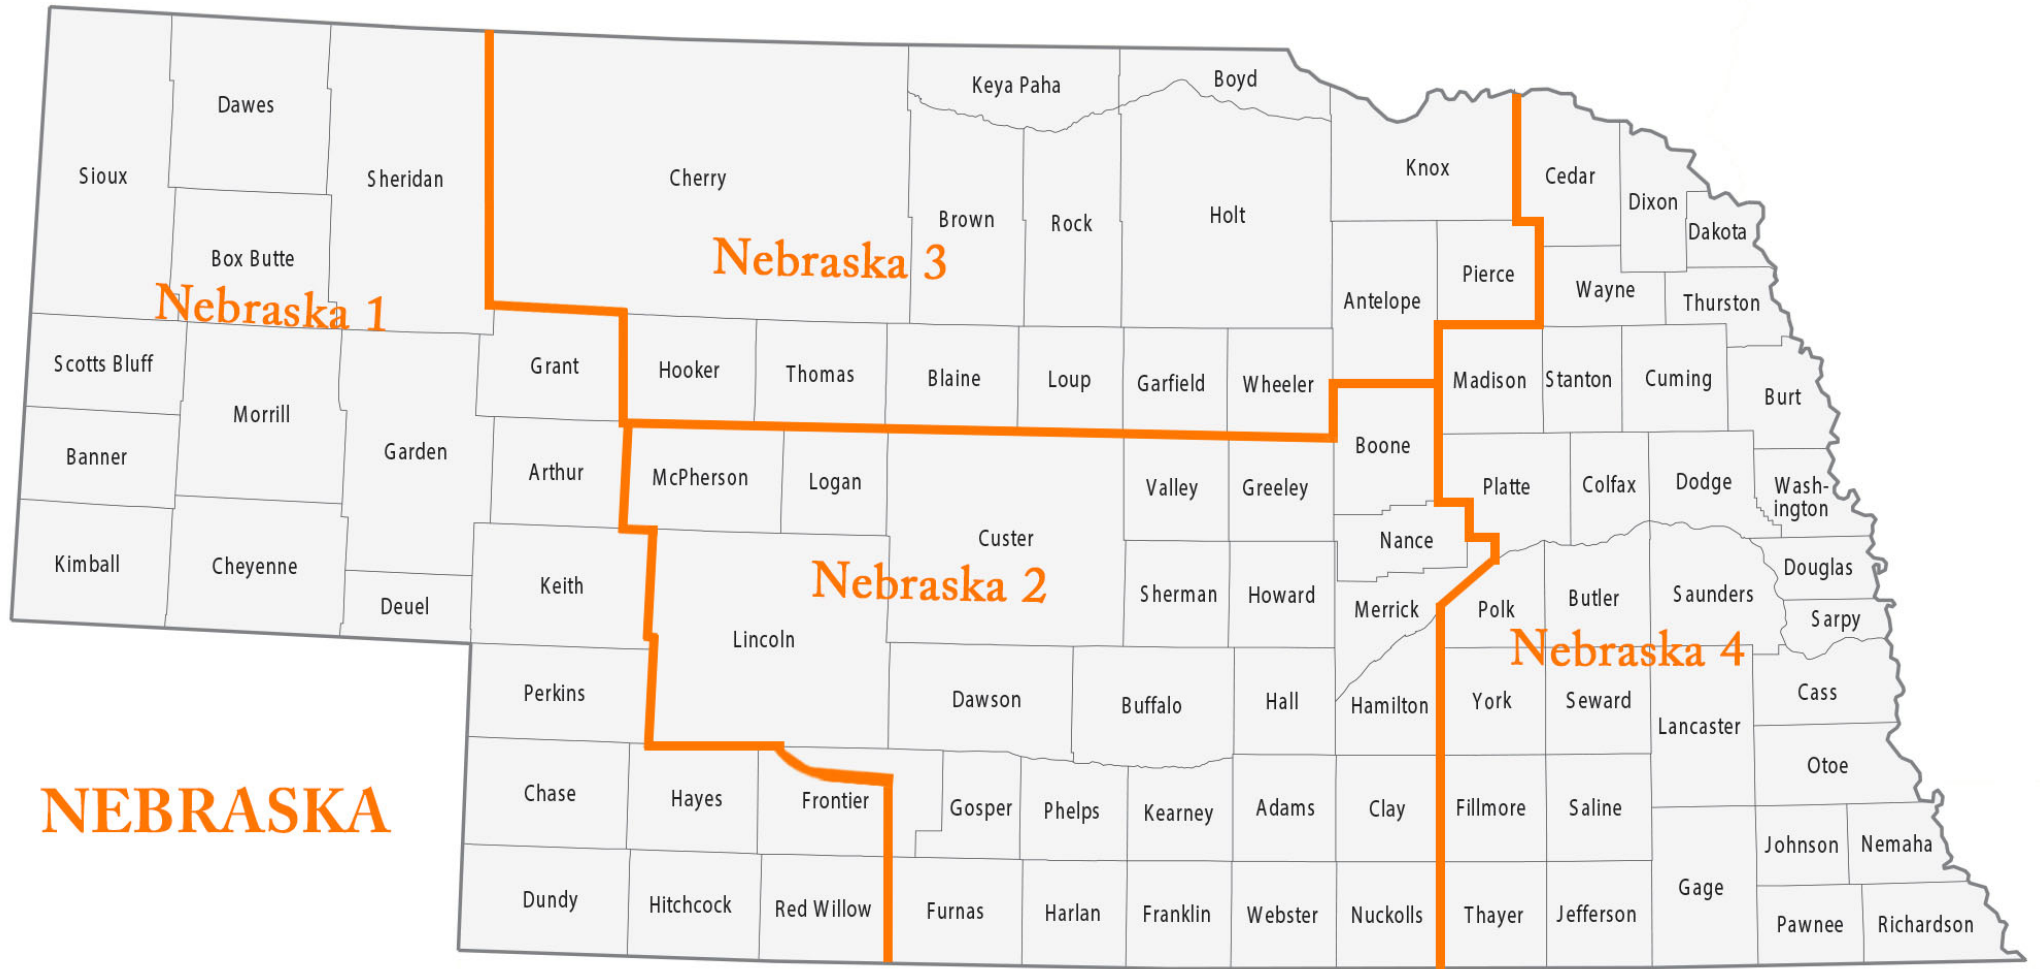 Keya Paha
Boyd
Dawes
Sioux
Sheridan
Cherry
Knox
Cedar
Dixon
Brown
Rock
Holt
Dakota
Box Butte
Nebraska 3
Pierce
Wayne
Antelope
Thurston
Nebraska 1
Scotts Bluff
Grant
Hooker
Thomas
Blaine
Loup
Garfield
Wheeler
Madison
Stanton
Cuming
Burt
Morrill
Boone
Banner
Garden
Arthur
McPherson
Logan
Valley
Greeley
Platte
Colfax
Dodge
Wash-
ington
Custer
Nance
Kimball
Cheyenne
Keith
Nebraska 2
Sherman
Howard
Merrick
Polk
Butler
Saunders
Douglas
Deuel
Sarpy
Lincoln
Nebraska 4
Perkins
Dawson
Buffalo
Hall
Hamilton
York
Seward
Lancaster
Cass
Otoe
NEBRASKA
Chase
Hayes
Frontier
Gosper
Phelps
Kearney
Adams
Clay
Fillmore
Saline
Johnson
Nemaha
Dundy
Hitchcock
Red Willow
Furnas
Harlan
Franklin
Webster
Nuckolls
Thayer
Jefferson
Gage
Pawnee
Richardson